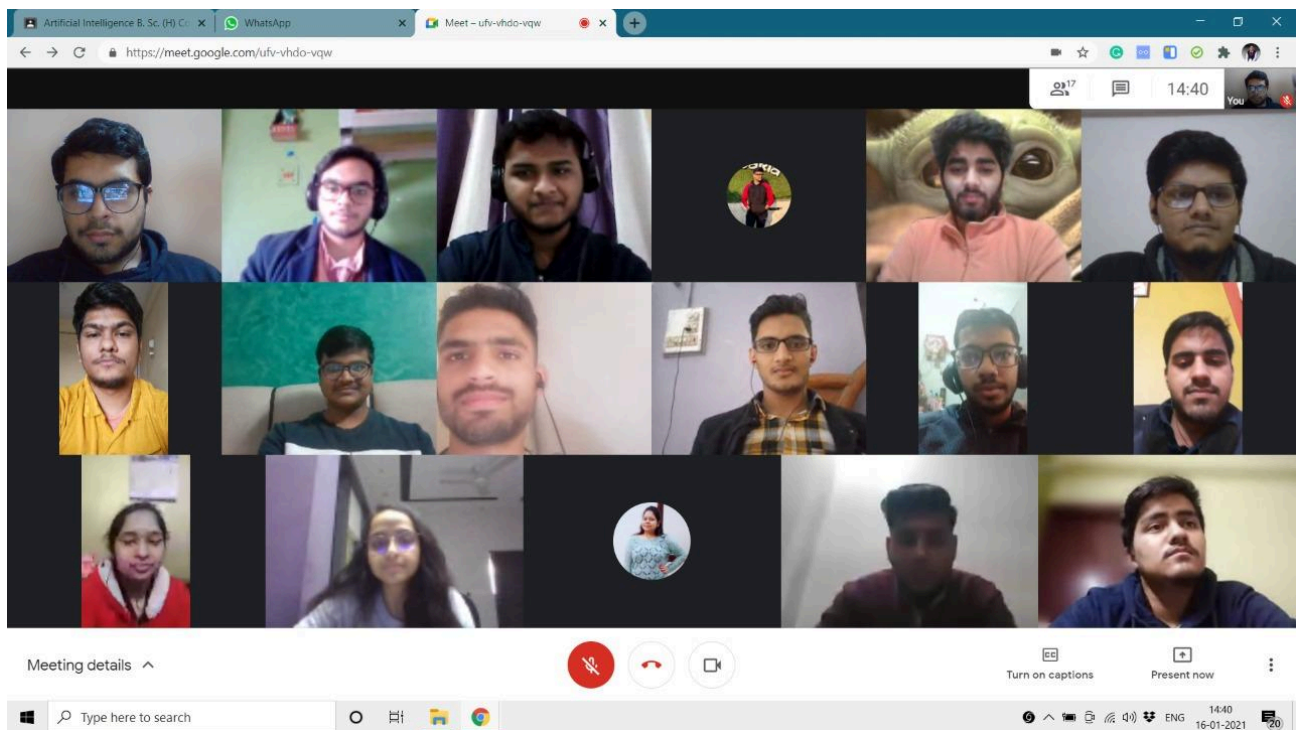 Artificial Intelligence B. Sc. (H) Co
WhatsApp
Meet – ufv-vhdo-vqw
https://meet.google.com/ufv-vhdo-vqw
17
14:40
You
Meeting details
Turn on captions
Present now
Type here to search
ENG
14:40
16-01-2021
20